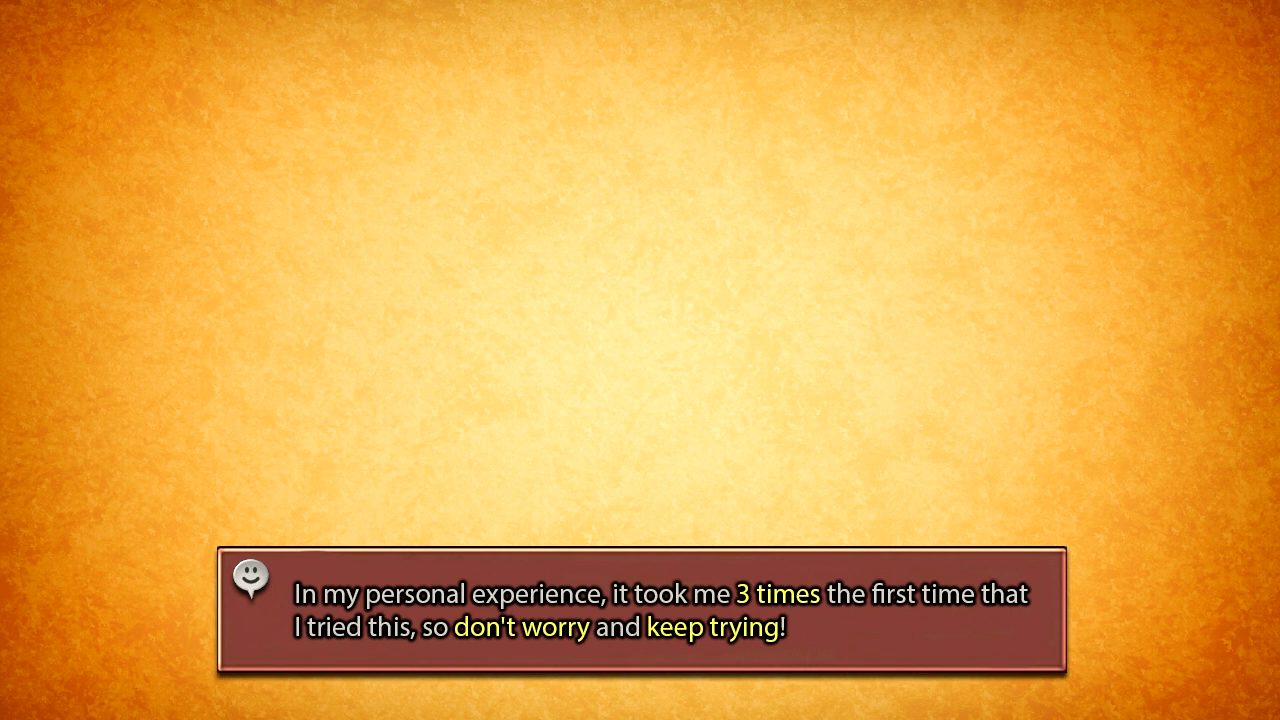 In my personal experience, it took me 3 times the first time that
I tried this, so don't worry and keep trying!